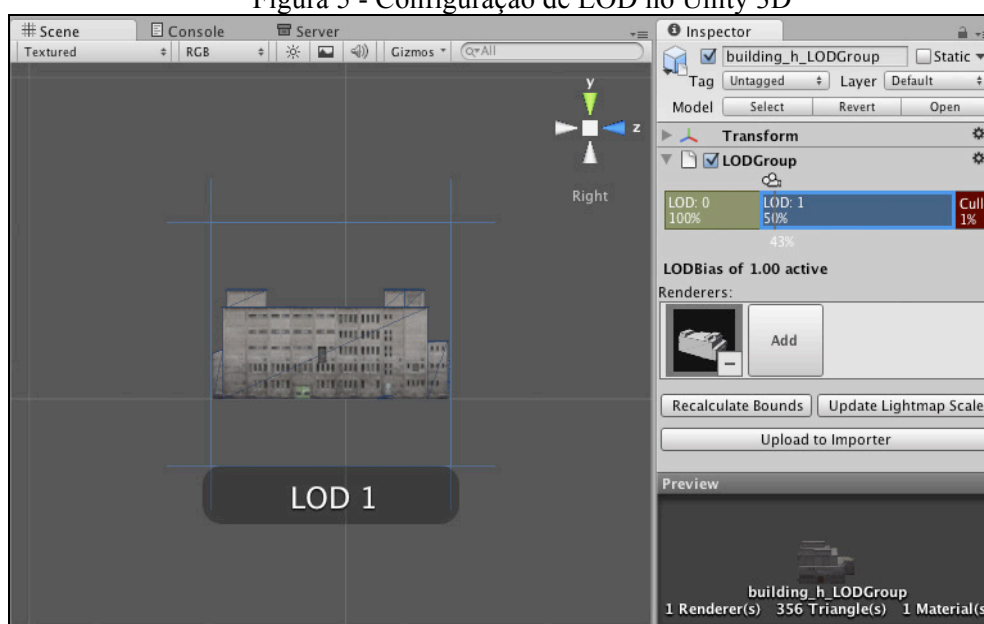 Figura 5 - Configuração de LOD no Unity 3D
Scene Console Server
Textured RGB Gizmos All
y
z
Right
LOD 1
Inspector
building_h_LODGroup Static
Tag Untagged Layer Default
Model Select Revert Open
Transform
LODGroup
LOD: 0 LOD: 1 Cull
100% 50% 1%
43%
LODBias of 1.00 active
Renderers:
Add
Recalculate Bounds Update Lightmap Scale
Upload to Importer
Preview
building_h_LODGroup
1 Renderer(s) 356 Triangle(s) 1 Material(s